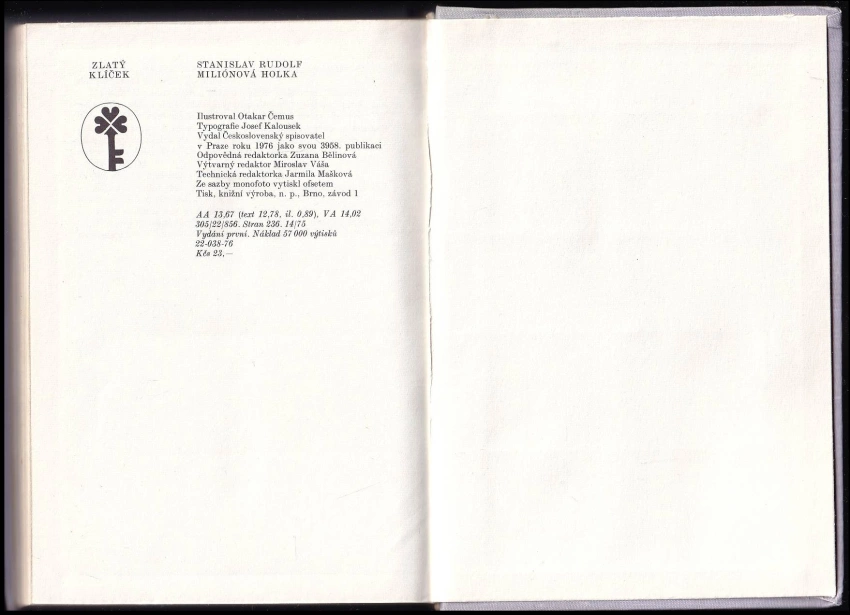 ZLATÝ
KLÍČEK
STANISLAV RUDOLF
MILIÓNOVÁ HOLKA
Ilustroval Otakar Čemus
Typografie Josef Kalousek
Vydal Československý spisovatel
v Praze roku 1976 jako svou 3958. publikaci
Odpovědná redaktorka Zuzana Bělinová
Výtvarný redaktor Miroslav Váša
Technická redaktorka Jarmila Mašková
Ze sazby monofoto vytiskl ofsetem
Tisk, knižní výroba, n. p., Brno, závod 1
AA 13,67 (text 12,78, il. 0,89), VA 14,02
305/22/856. Stran 236. 14/75
Vydání první. Náklad 57 000 výtisků
22-038-76
Kčs 23,—